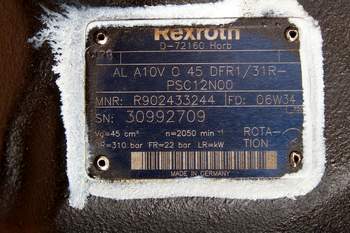 Rexroth
D-72160 Horb
AL A10V O 45 DFR1/31R-
PSC12N00
MNR: R902433244 FD: 06W34
SN: 30992709
Vg=45 cm³ n=2050 min⁻¹ ROTA-
PR=310 bar FR=22 bar LR=kW TION
MADE IN GERMANY